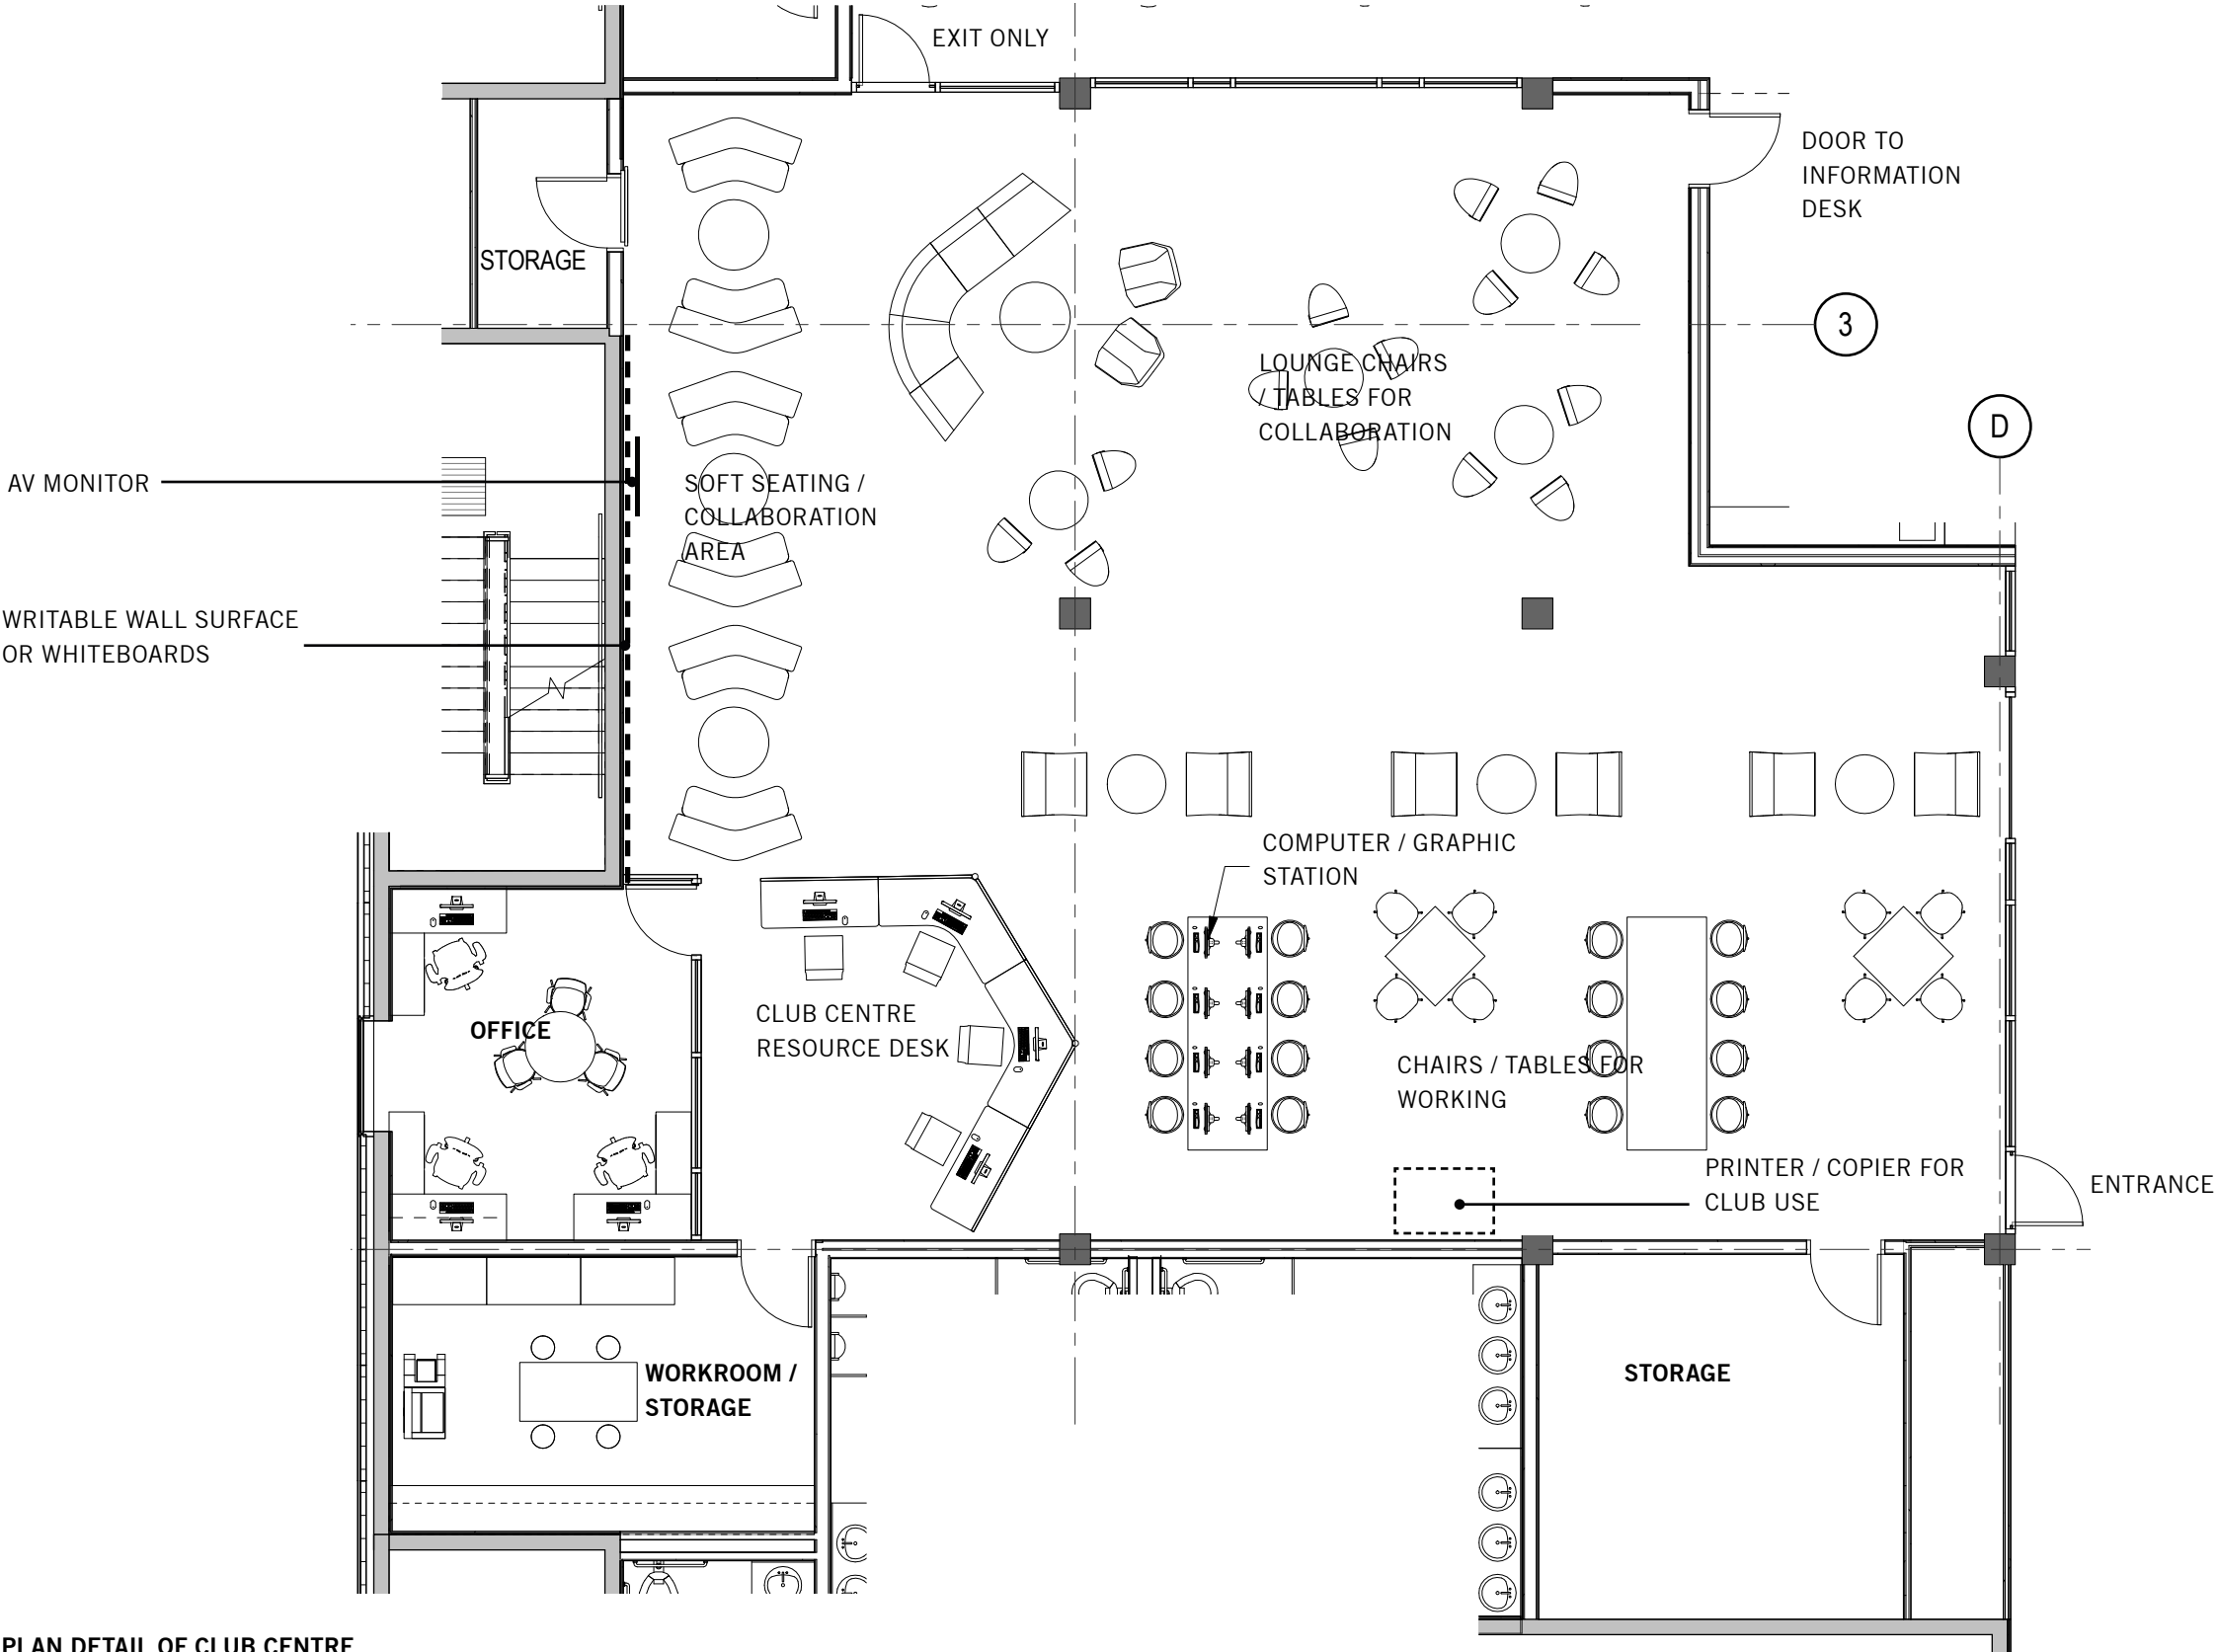 EXIT ONLY
DOOR TO
INFORMATION
DESK
STORAGE
3
LOUNGE CHAIRS
/ TABLES FOR
COLLABORATION
D
AV MONITOR
SOFT SEATING /
COLLABORATION
AREA
WRITABLE WALL SURFACE
OR WHITEBOARDS
COMPUTER / GRAPHIC
STATION
CLUB CENTRE
RESOURCE DESK
OFFICE
CHAIRS / TABLES FOR
WORKING
PRINTER / COPIER FOR
CLUB USE
ENTRANCE
WORKROOM /
STORAGE
STORAGE
PLAN DETAIL OF CLUB CENTRE